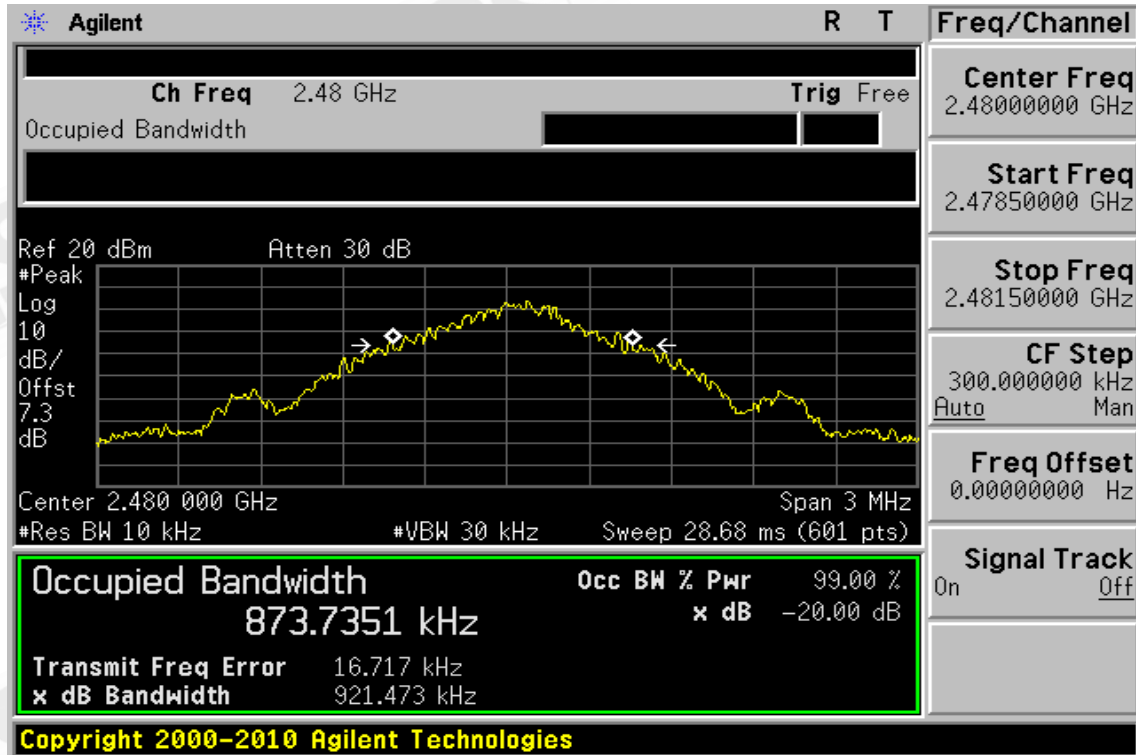 Agilent R T
Freq/Channel
Ch Freq 2.48 GHz Trig Free
Occupied Bandwidth
Center Freq
2.48000000 GHz
Start Freq
2.47850000 GHz
Stop Freq
2.48150000 GHz
CF Step
300.000000 kHz
Auto Man
Freq Offset
0.00000000 Hz
Signal Track
On Off
Ref 20 dBm Atten 30 dB
#Peak
Log
10
dB/
Offst
7.3
dB
Center 2.480 000 GHz Span 3 MHz
#Res BW 10 kHz #VBW 30 kHz Sweep 28.68 ms (601 pts)
Occupied Bandwidth
873.7351 kHz
Occ BW % Pwr 99.00 %
x dB -20.00 dB
Transmit Freq Error 16.717 kHz
x dB Bandwidth 921.473 kHz
Copyright 2000-2010 Agilent Technologies